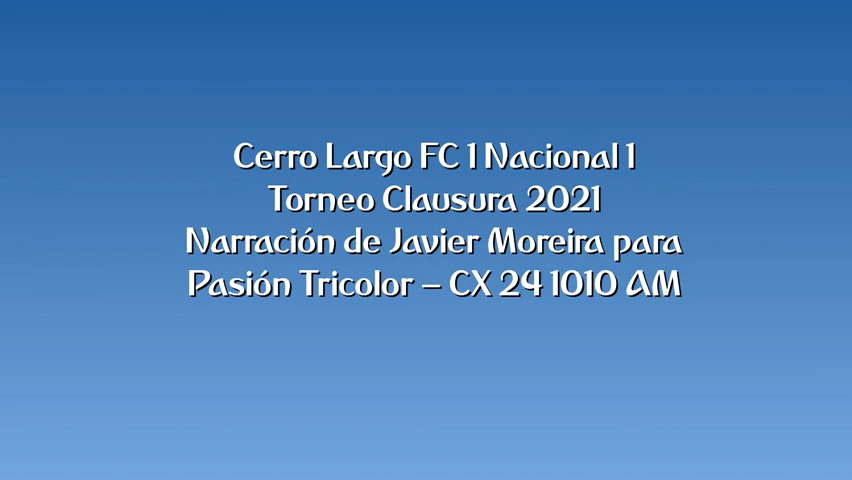 Cerro Largo FC 1 Nacional 1
Torneo Clausura 2021
Narración de Javier Moreira para
Pasión Tricolor – CX 24 1010 AM